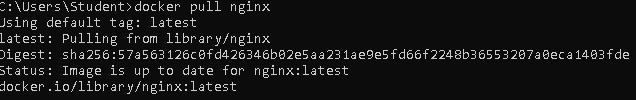 C:\Users\Student>docker pull nginx
Using default tag: latest
latest: Pulling from library/nginx
Digest: sha256:57a563126c0fd426346b02e5aa231ae9e5fd66f2248b36553207a0eca1403fde
Status: Image is up to date for nginx:latest
docker.io/library/nginx:latest